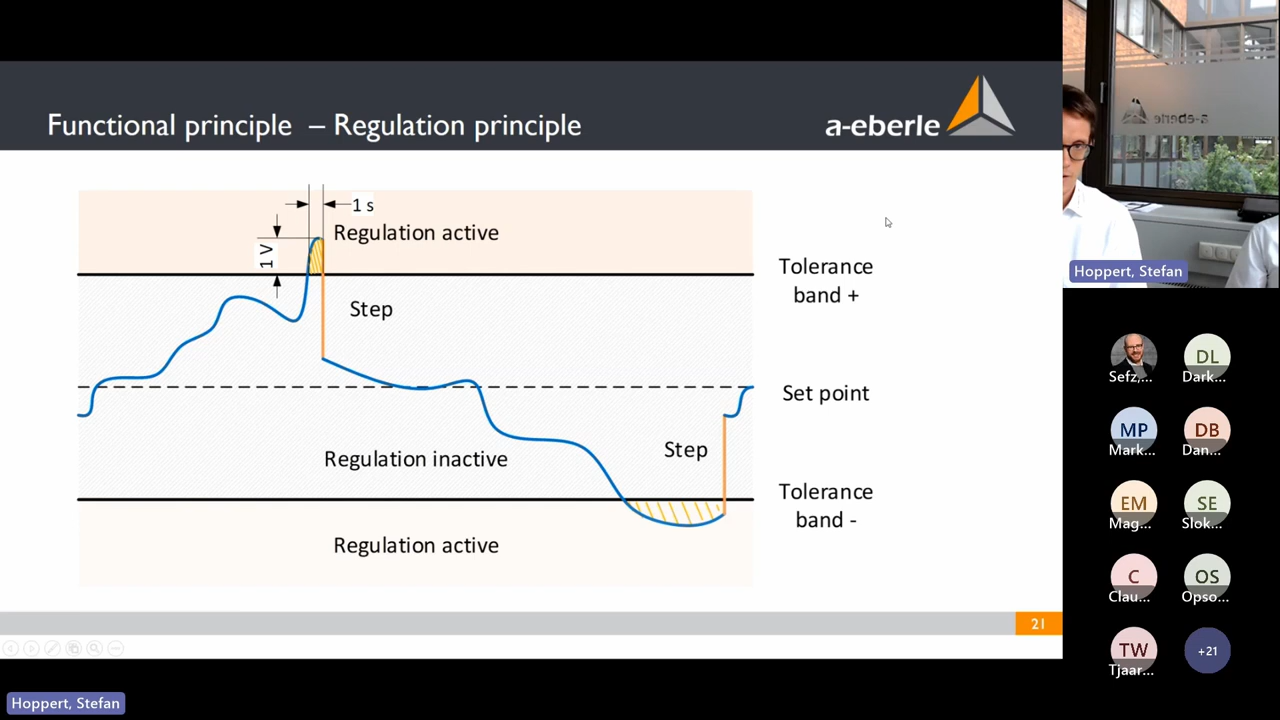 Functional principle – Regulation principle
a-eberle
1 s
Regulation active
1 V
Tolerance
band +
Step
Set point
Step
Regulation inactive
Tolerance
band -
Regulation active
21
Hoppert, Stefan
a-eberle
Hoppert, Stefan
Sefz,...
DL
Dark...
MP
Mark...
DB
Dan...
EM
Mag...
SE
Slok...
C
Clau...
OS
Opso...
TW
Tjaar...
+21